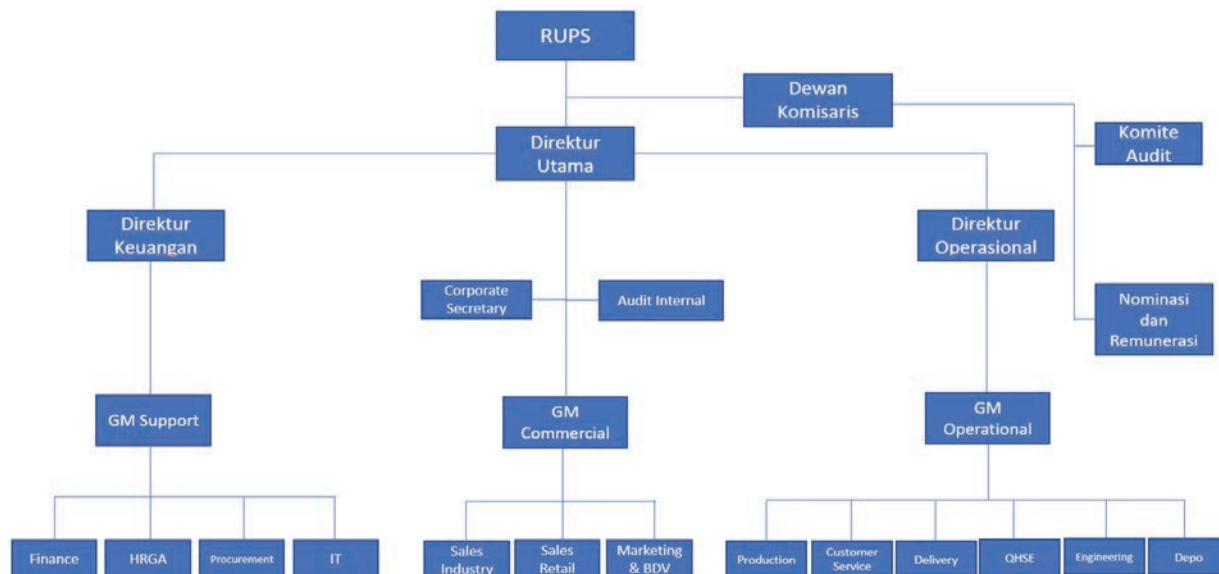 RUPS
Dewan
Komisaris
Direktur
Utama
Komite
Audit
Direktur
Keuangan
Direktur
Operasional
Corporate
Secretary
Audit Internal
Nominasi
dan
Remunerasi
GM Support
GM
Commercial
GM
Operational
Finance
HRGA
Procurement
IT
Sales
Industry
Sales
Retail
Marketing
& BDV
Production
Customer
Service
Delivery
QHSE
Engineering
Depo